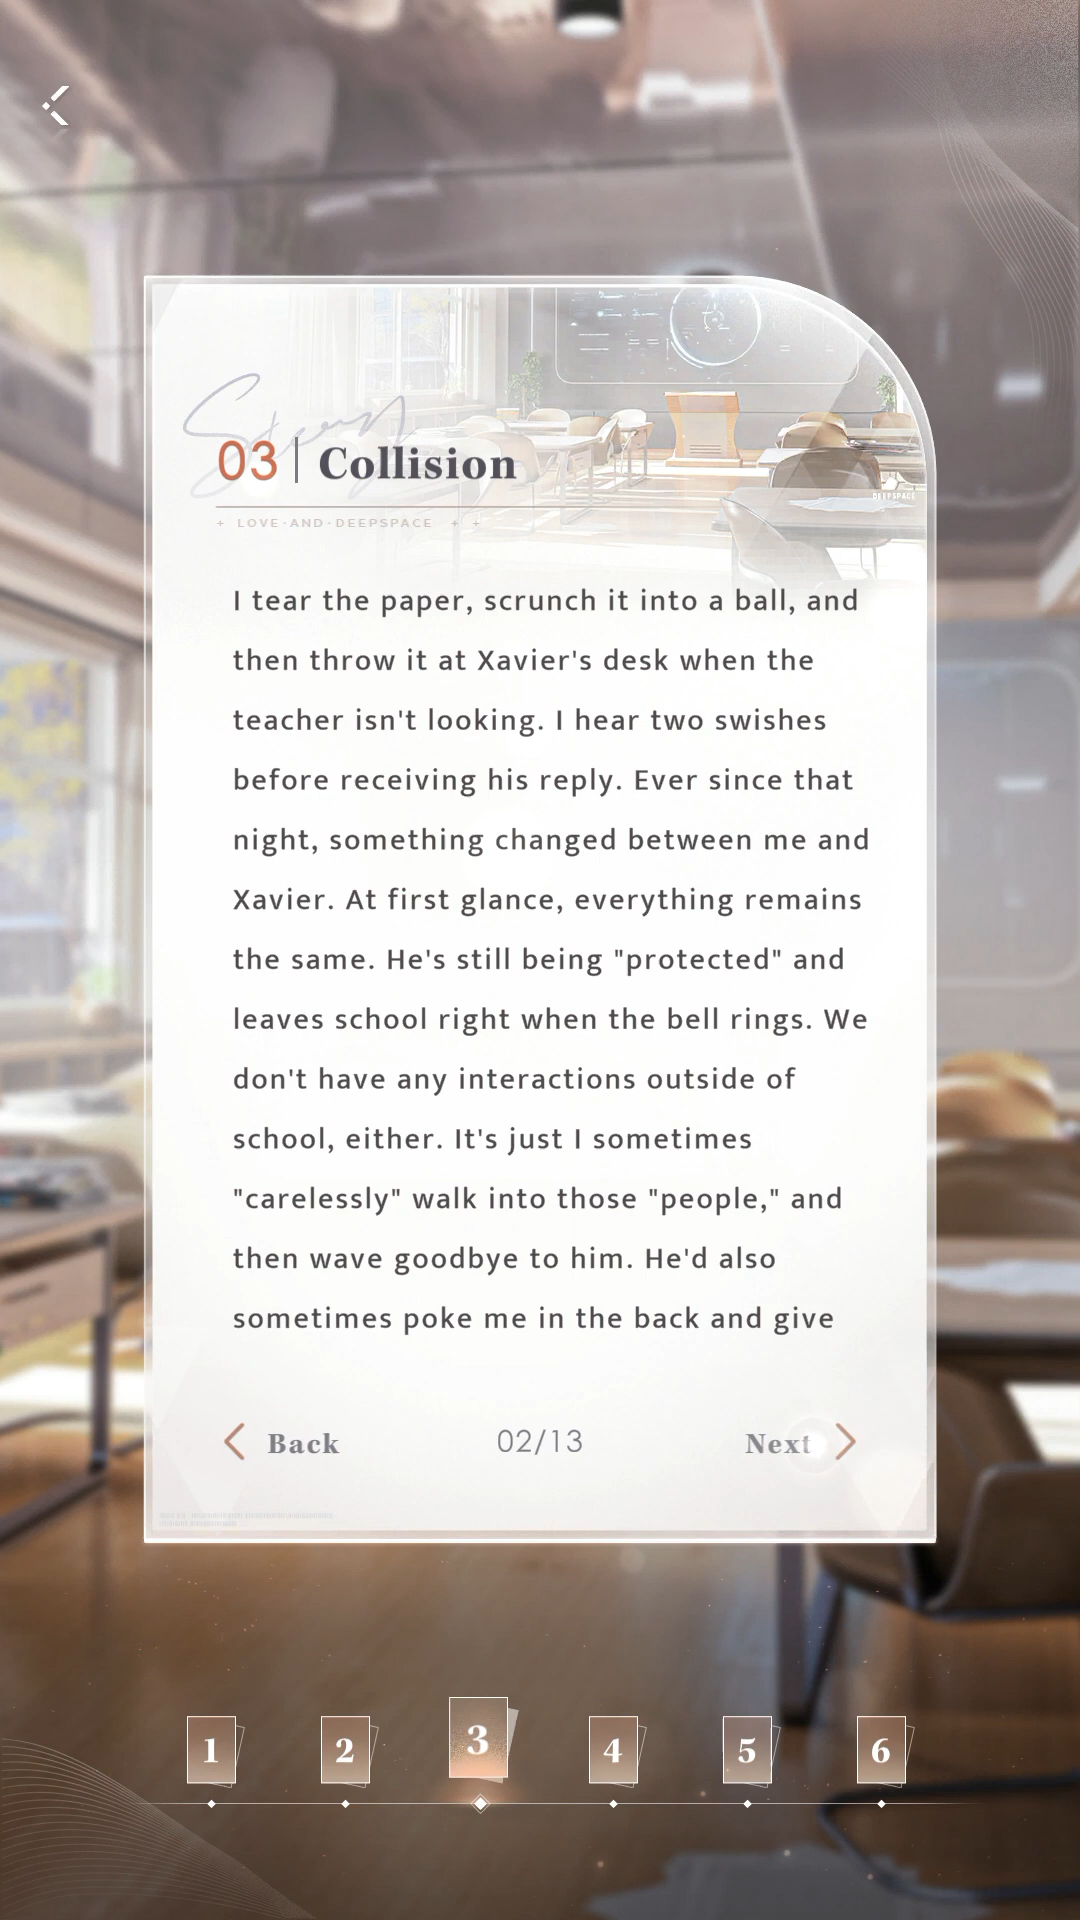 03 | Collision
+ LOVE·AND·DEEPSPACE + +
DEEPSPACE
I tear the paper, scrunch it into a ball, and
then throw it at Xavier's desk when the
teacher isn't looking. I hear two swishes
before receiving his reply. Ever since that
night, something changed between me and
Xavier. At first glance, everything remains
the same. He's still being "protected" and
leaves school right when the bell rings. We
don't have any interactions outside of
school, either. It's just I sometimes
"carelessly" walk into those "people," and
then wave goodbye to him. He'd also
sometimes poke me in the back and give
Back
02/13
Next
1
2
3
4
5
6